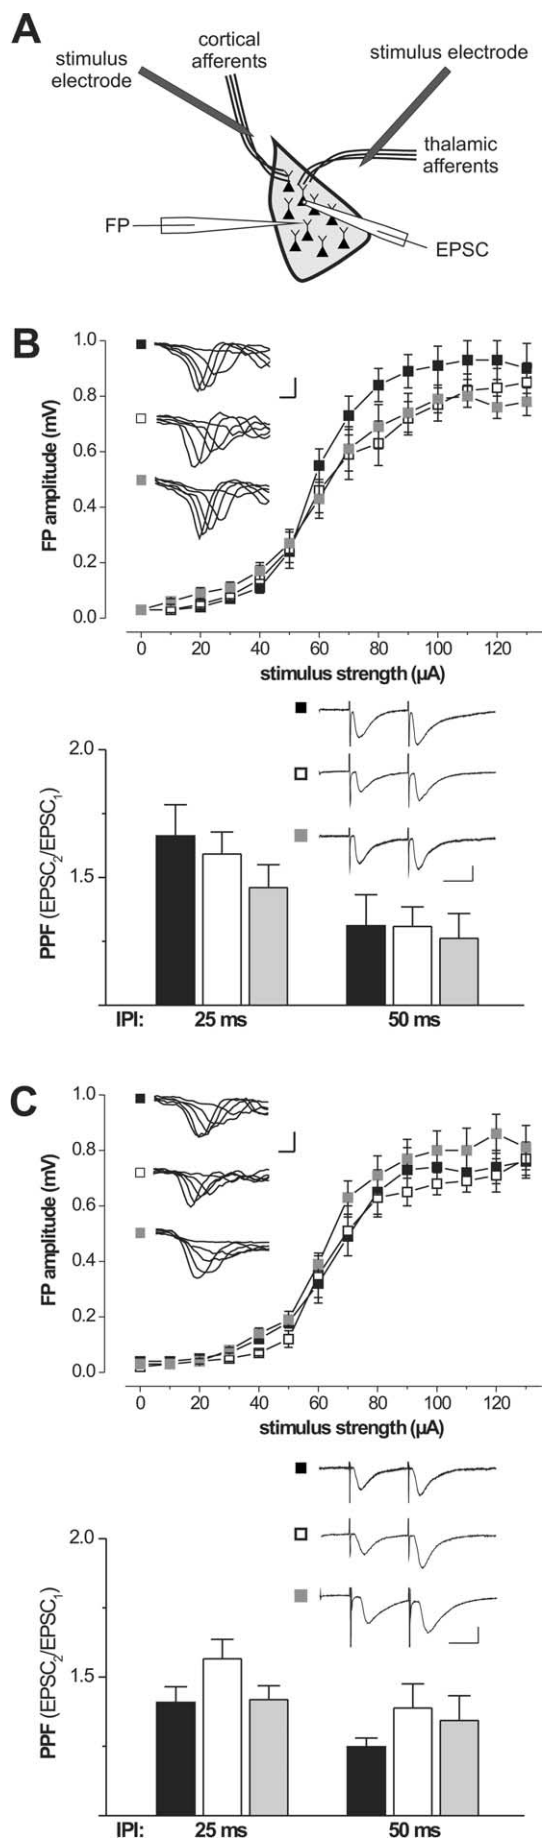 A
stimulus
electrode
cortical
afferents
stimulus electrode
thalamic
afferents
FP
EPSC
B
FP amplitude (mV)
1.0
0.8
0.6
0.4
0.2
0.0
0 20 40 60 80 100 120
stimulus strength (µA)
PPF (EPSC₂/EPSC₁)
2.0
1.5
IPI: 25 ms 50 ms
C
FP amplitude (mV)
1.0
0.8
0.6
0.4
0.2
0.0
0 20 40 60 80 100 120
stimulus strength (µA)
PPF (EPSC₂/EPSC₁)
2.0
1.5
IPI: 25 ms 50 ms